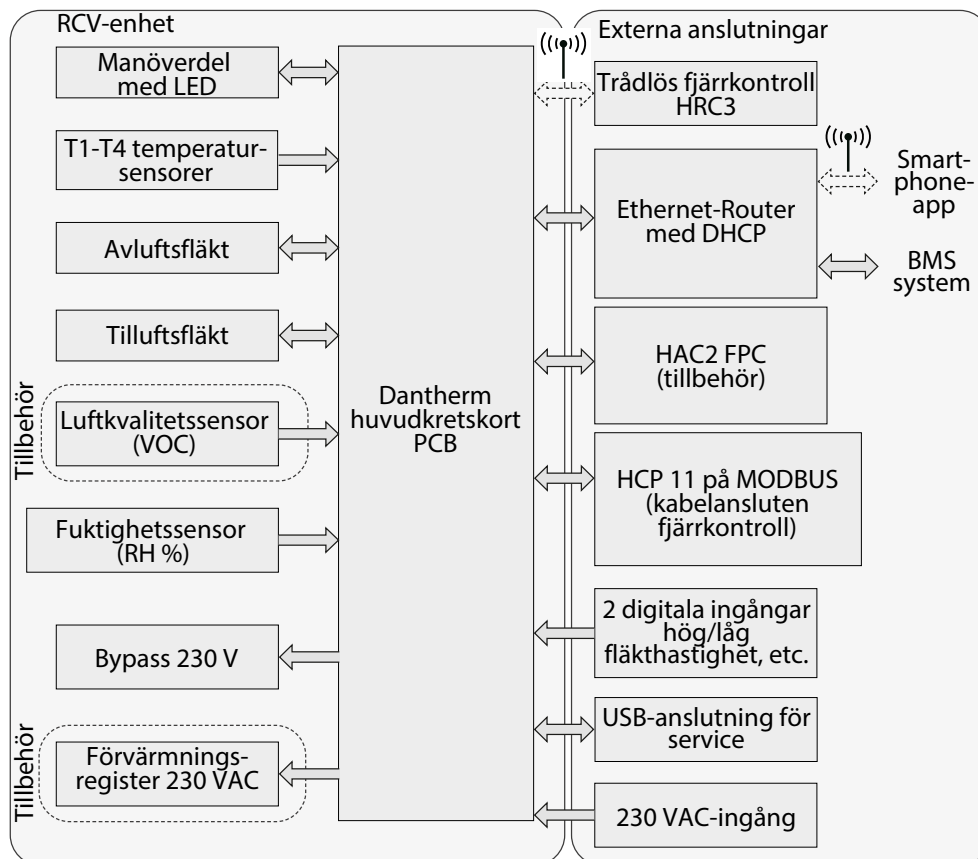 RCV-enhet
Manöverdel
med LED
T1-T4 temperatur-
sensorer
Avluftsfläkt
Tilluftsfläkt
Tillbehör
Luftkvalitetssensor
(VOC)
Fuktighetssensor
(RH %)
Bypass 230 V
Tillbehör
Förvärmnings-
register 230 VAC
Dantherm
huvudkretskort
PCB
Externa anslutningar
Trådlös fjärrkontroll
HRC3
Ethernet-Router
med DHCP
Smart-
phone-
app
BMS
system
HAC2 FPC
(tillbehör)
HCP 11 på MODBUS
(kabelansluten
fjärrkontroll)
2 digitala ingångar
hög/låg
fläkthastighet, etc.
USB-anslutning för
service
230 VAC-ingång